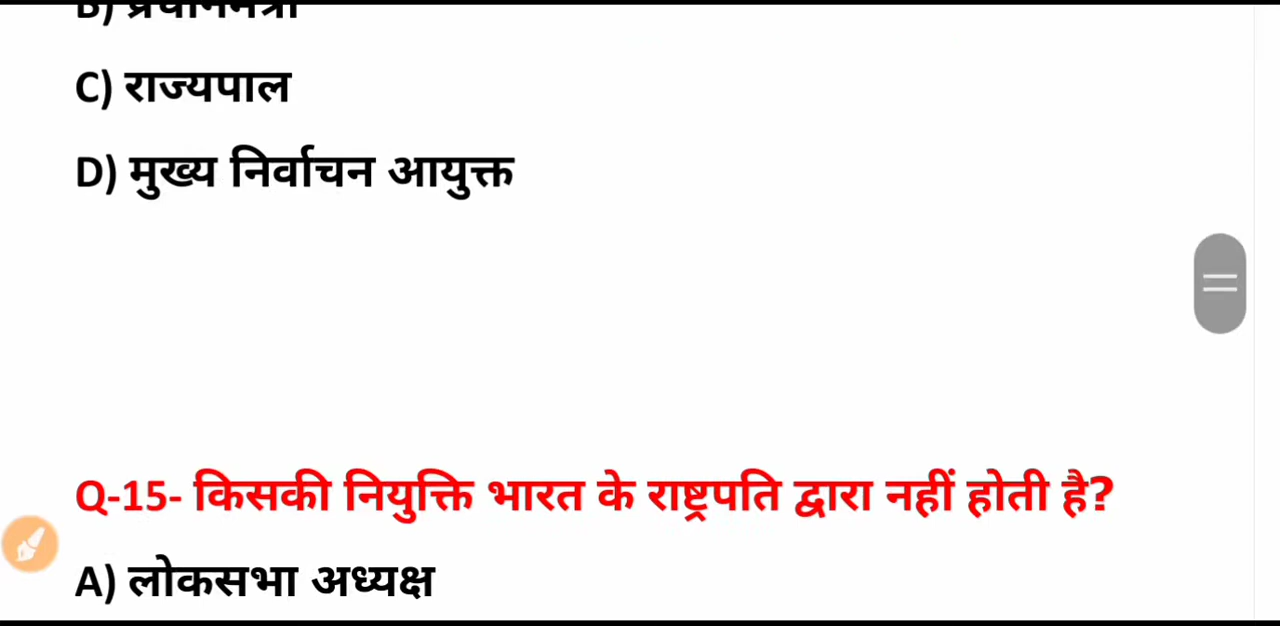 C) राज्यपाल
D) मुख्य निर्वाचन आयुक्त
Q-15- किसकी नियुक्ति भारत के राष्ट्रपति द्वारा नहीं होती है?
A) लोकसभा अध्यक्ष